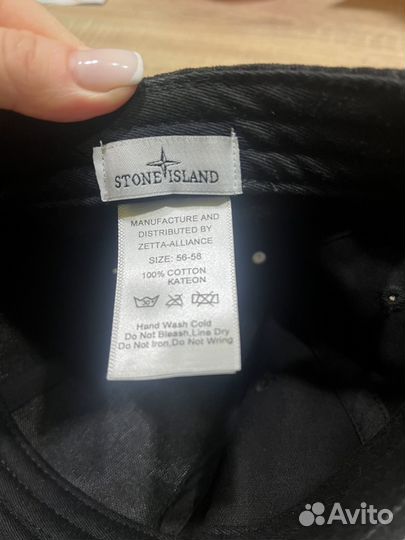 STONE ISLAND
MANUFACTURE AND
DISTRIBUTED BY
ZETTA-ALLIANCE
SIZE: 56-58
100% COTTON
KATEON
Hand Wash Cold
Do Not Bleash,Line Dry
Do Not Iron,Do Not Wring
Avito